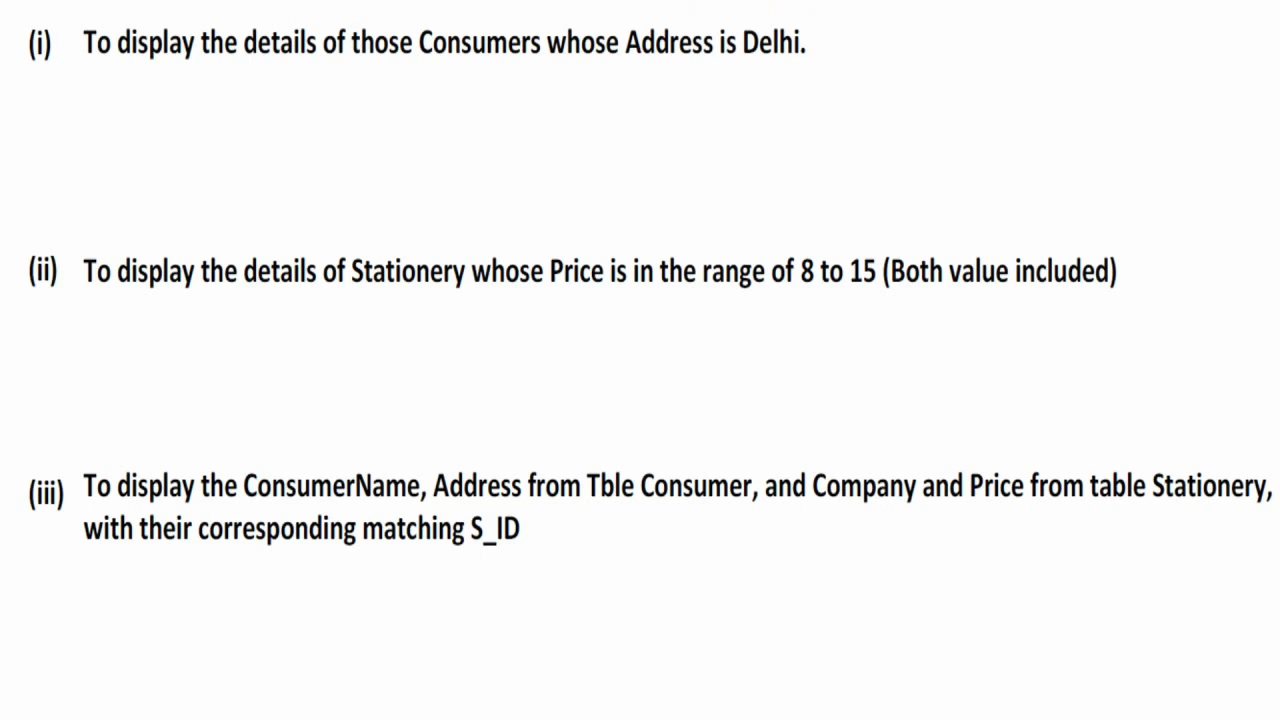 (i) To display the details of those Consumers whose Address is Delhi.
(ii) To display the details of Stationery whose Price is in the range of 8 to 15 (Both value included)
(iii) To display the ConsumerName, Address from Tble Consumer, and Company and Price from table Stationery,
with their corresponding matching S_ID